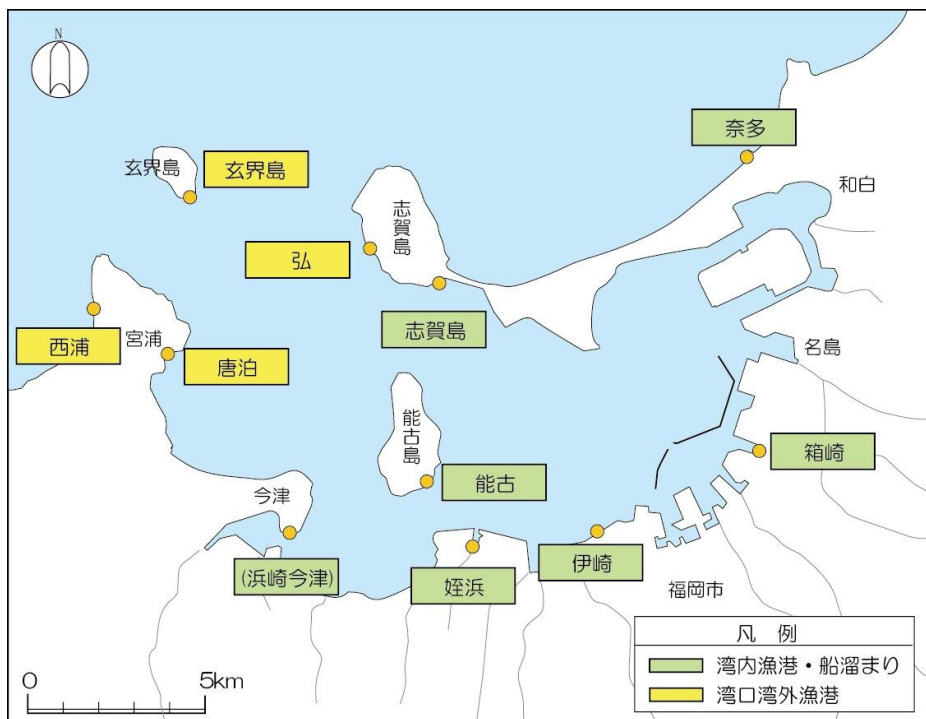 N
奈多
玄界島
玄界島
和白
志賀島
弘
志賀島
西浦
宮浦
唐泊
名島
能古島
箱崎
能古
今津
伊崎
(浜崎今津)
姪浜
福岡市
凡 例
湾内漁港・船溜まり
湾口湾外漁港
0
5km